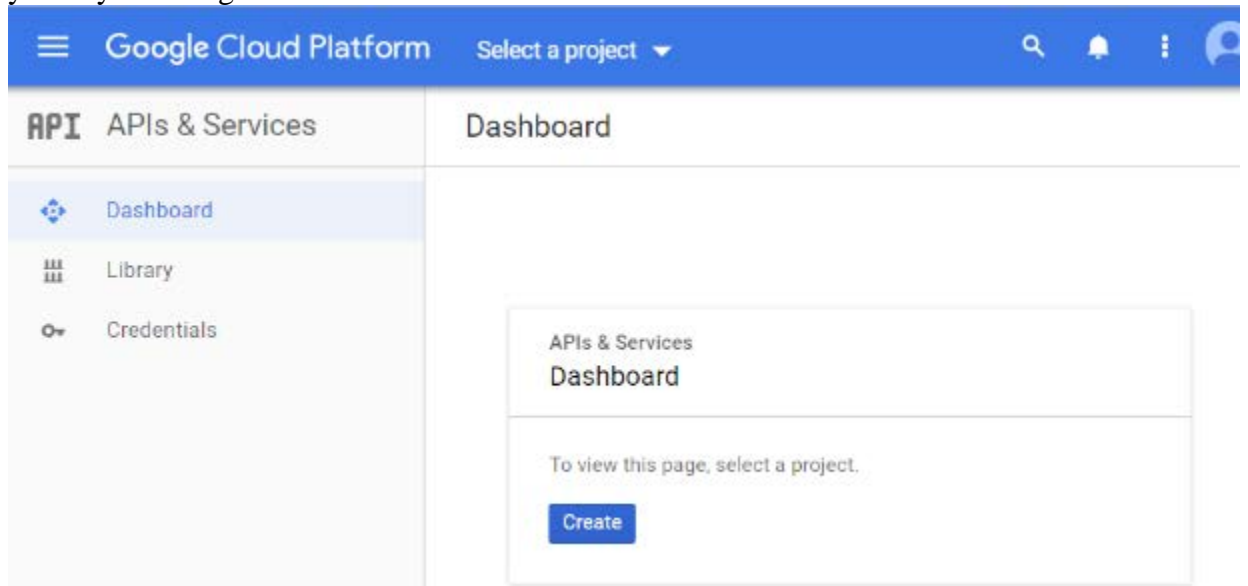 Google Cloud Platform Select a project
API APIs & Services
Dashboard
Dashboard
Library
Credentials
APIs & Services
Dashboard
To view this page, select a project.
Create